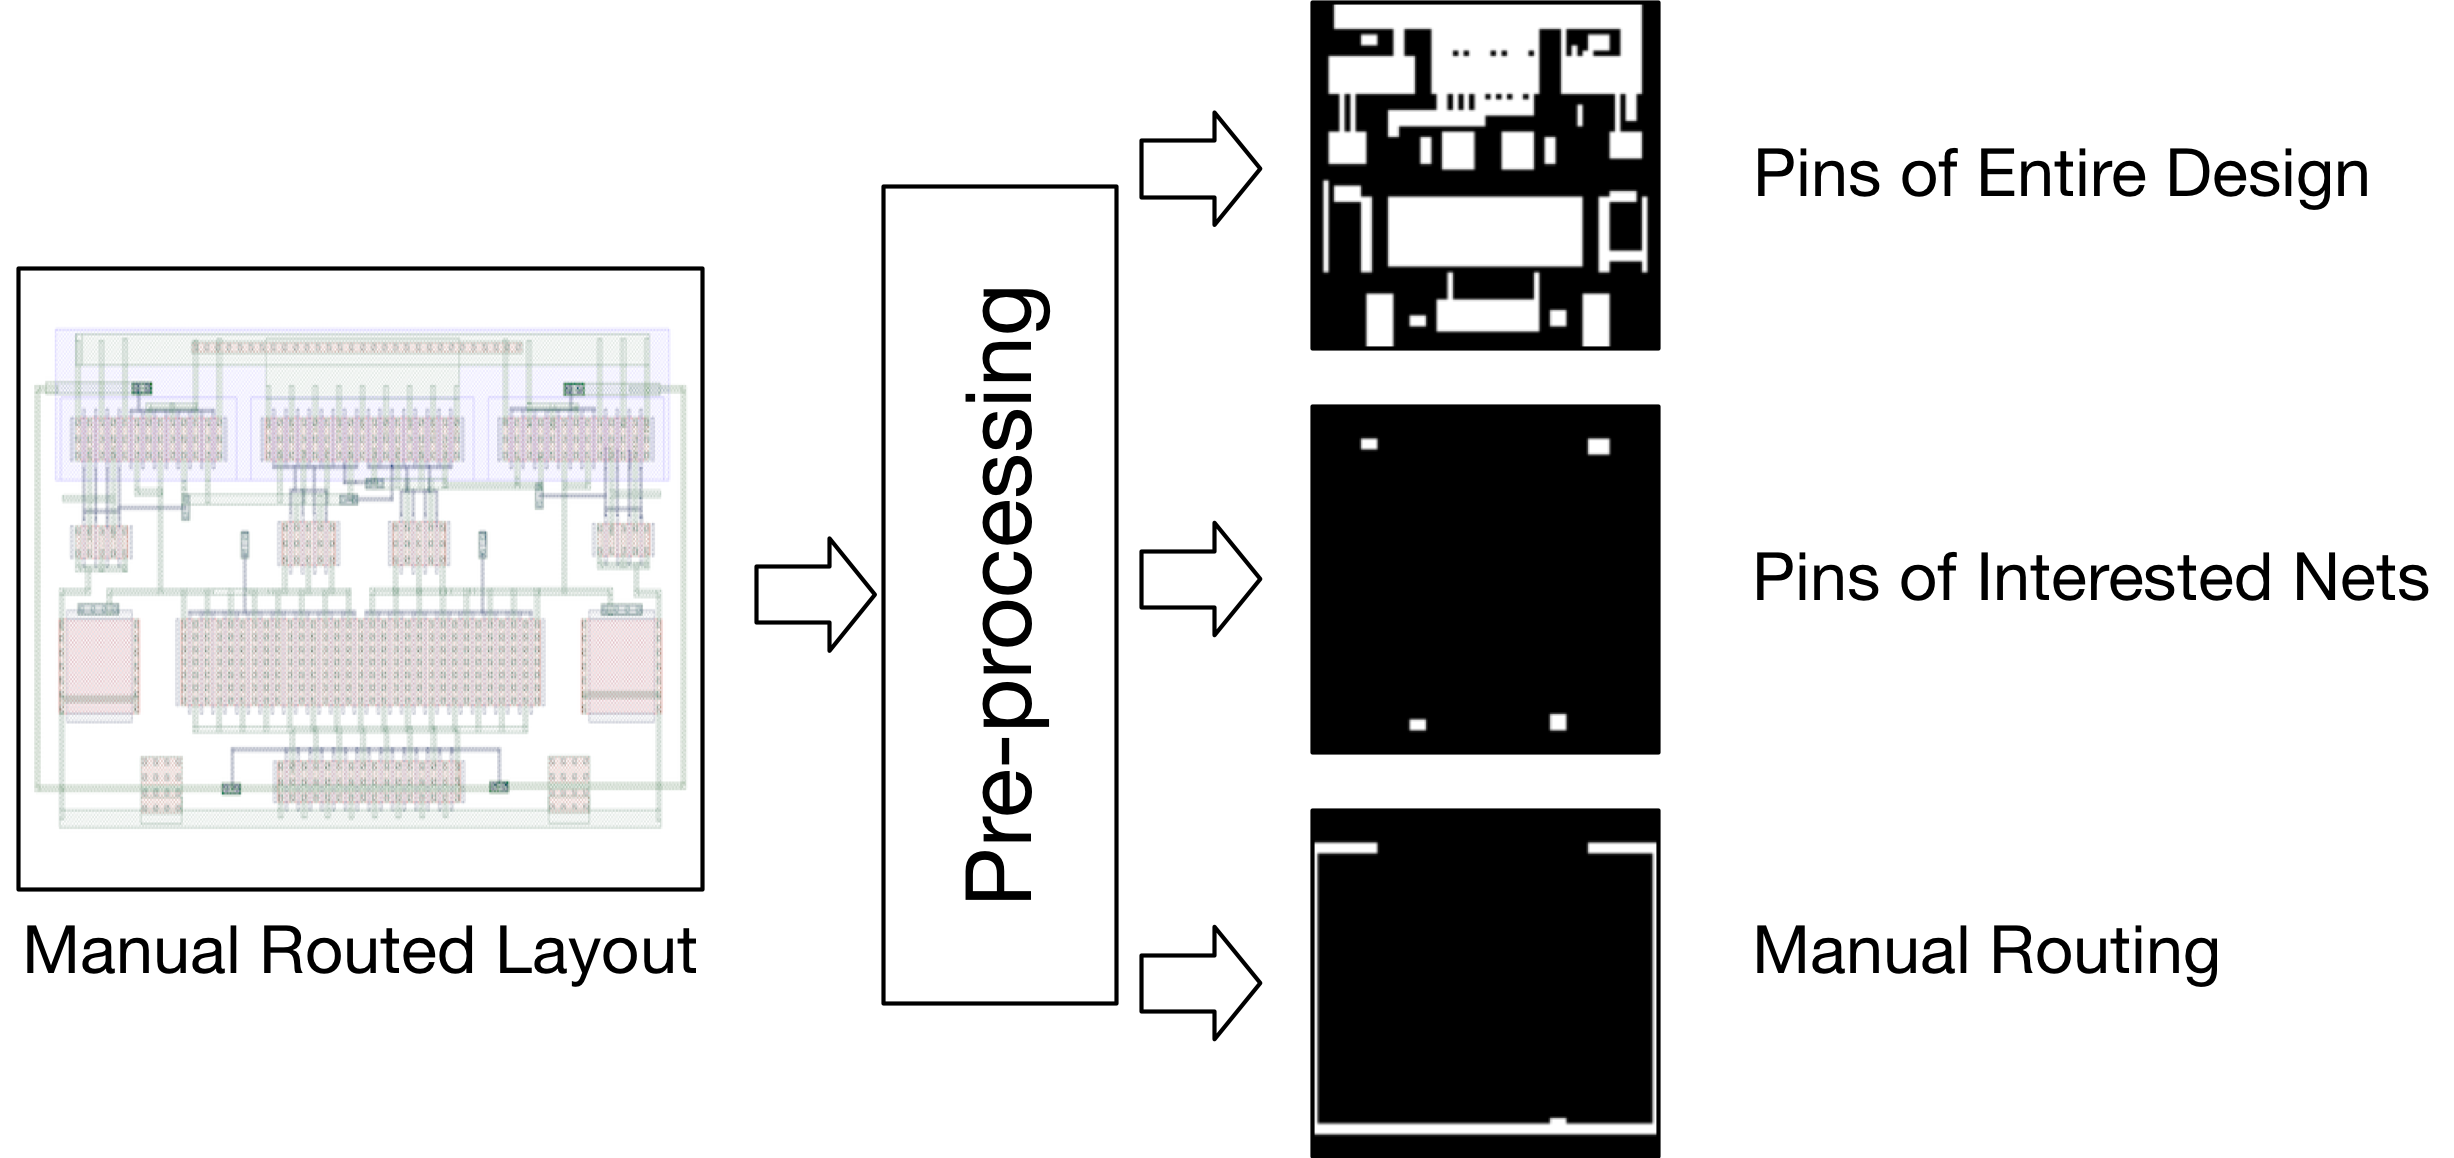 Pins of Entire Design
Pre-processing
Pins of Interested Nets
Manual Routed Layout
Manual Routing